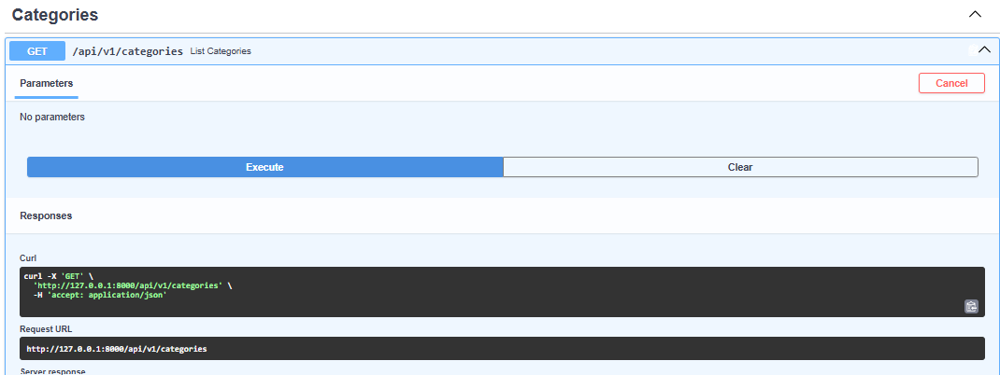 Categories
GET /api/v1/categories List Categories
Parameters
Cancel
No parameters
Execute
Clear
Responses
Curl
curl -X 'GET' \
  'http://127.0.0.1:8000/api/v1/categories' \
  -H 'accept: application/json'
Request URL
http://127.0.0.1:8000/api/v1/categories
Server response